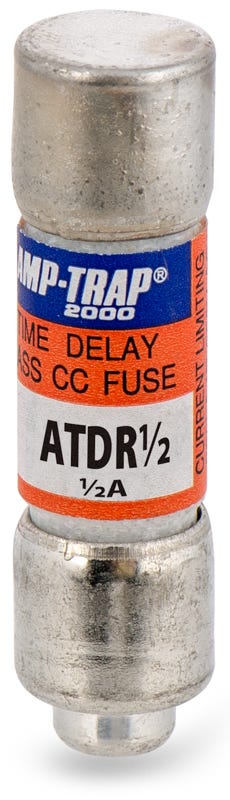 AMP-TRAP®
2000
TIME DELAY
ASS CC FUSE
ATDR½
½A
CURRENT LIMITING